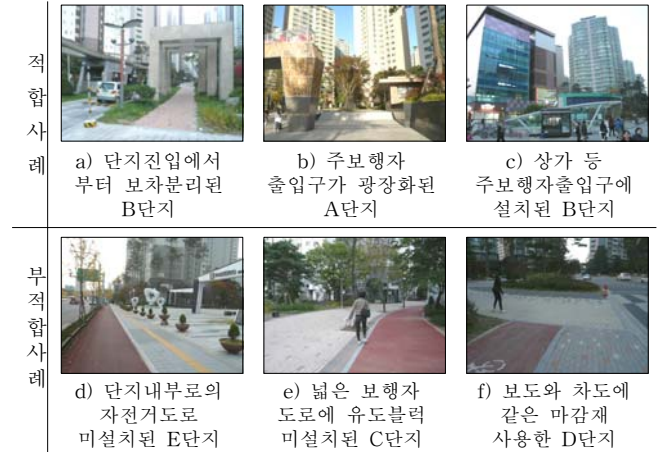 적
합
사
례
a) 단지진입에서
부터 보차분리된
B단지
b) 주보행자
출입구가 광장화된
A단지
c) 상가 등
주보행자출입구에
설치된 B단지
부
적
합
사
례
d) 단지내부로의
자전거도로
미설치된 E단지
e) 넓은 보행자
도로에 유도블럭
미설치된 C단지
f) 보도와 차도에
같은 마감재
사용한 D단지